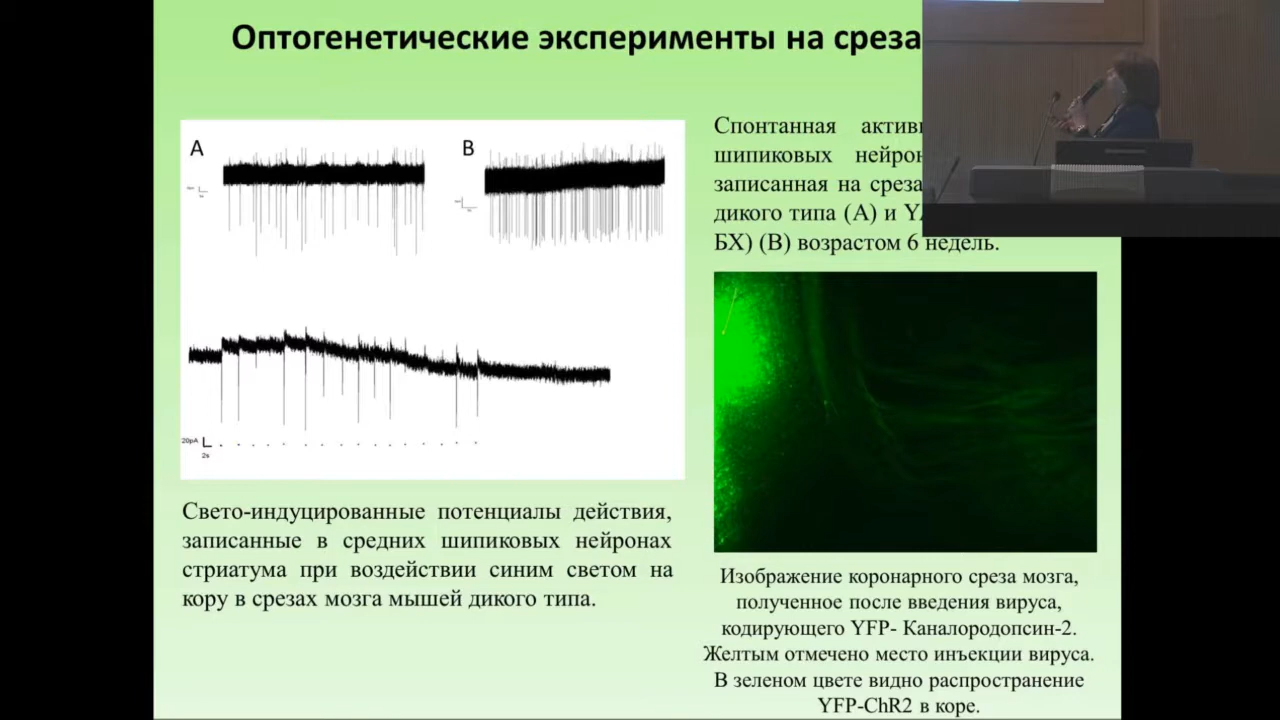 Оптогенетические эксперименты на среза
A
B
20pA
2s
Свето-индуцированные потенциалы действия,
записанные в средних шипиковых нейронах
стриатума при воздействии синим светом на
кору в срезах мозга мышей дикого типа.
Спонтанная актив
шипиковых нейрон
записанная на среза
дикого типа (А) и
БХ) (В) возрастом 6 недель.
Изображение коронарного среза мозга,
полученное после введения вируса,
кодирующего YFP- Каналородопсин-2.
Желтым отмечено место инъекции вируса.
В зеленом цвете видно распространение
YFP-ChR2 в коре.